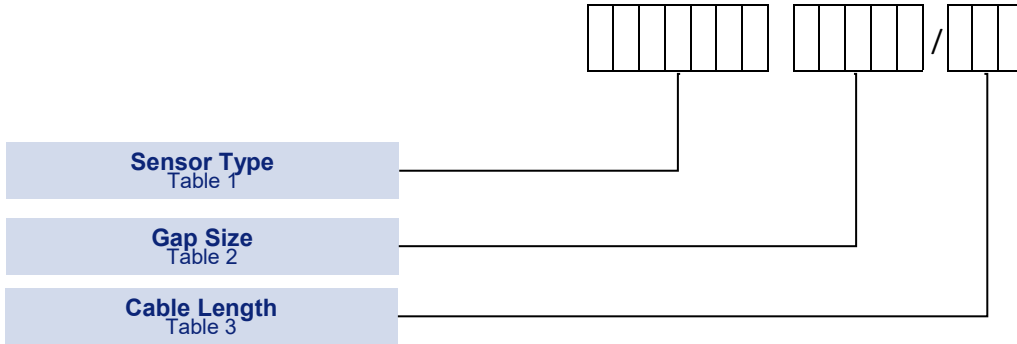 /
Sensor Type
Table 1
Gap Size
Table 2
Cable Length
Table 3